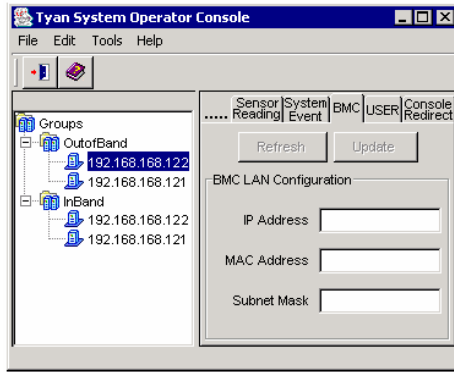 Tyan System Operator Console
File Edit Tools Help
Groups
OutofBand
192.168.168.122
192.168.168.121
InBand
192.168.168.122
192.168.168.121
..... Sensor Reading System Event BMC USER Console Redirect
Refresh Update
BMC LAN Configuration
IP Address
MAC Address
Subnet Mask